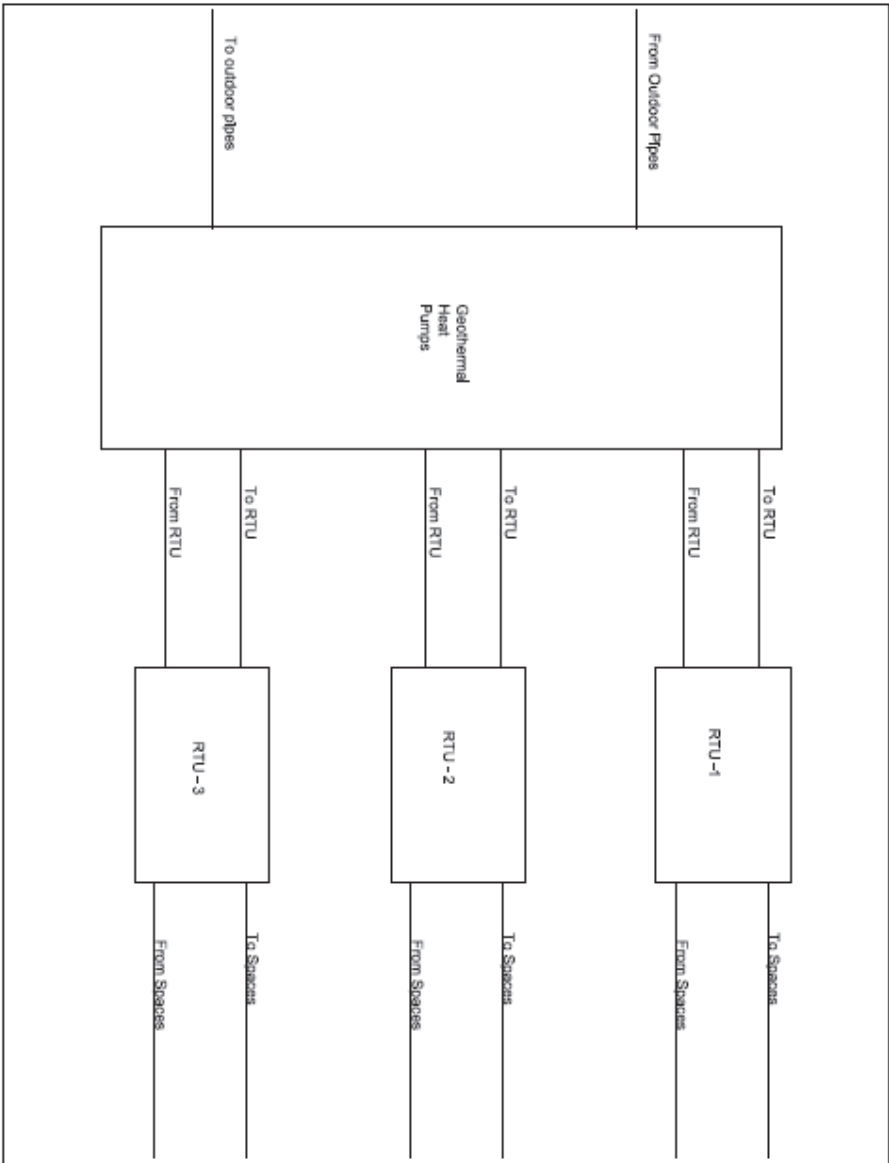 From Outdoor Pipes
To outdoor pipes
Geothermal
Heat
Pumps
To RTU
From RTU
To RTU
From RTU
To RTU
From RTU
RTU -1
RTU - 2
RTU - 3
To Spaces
From Spaces
To Spaces
From Spaces
To Spaces
From Spaces